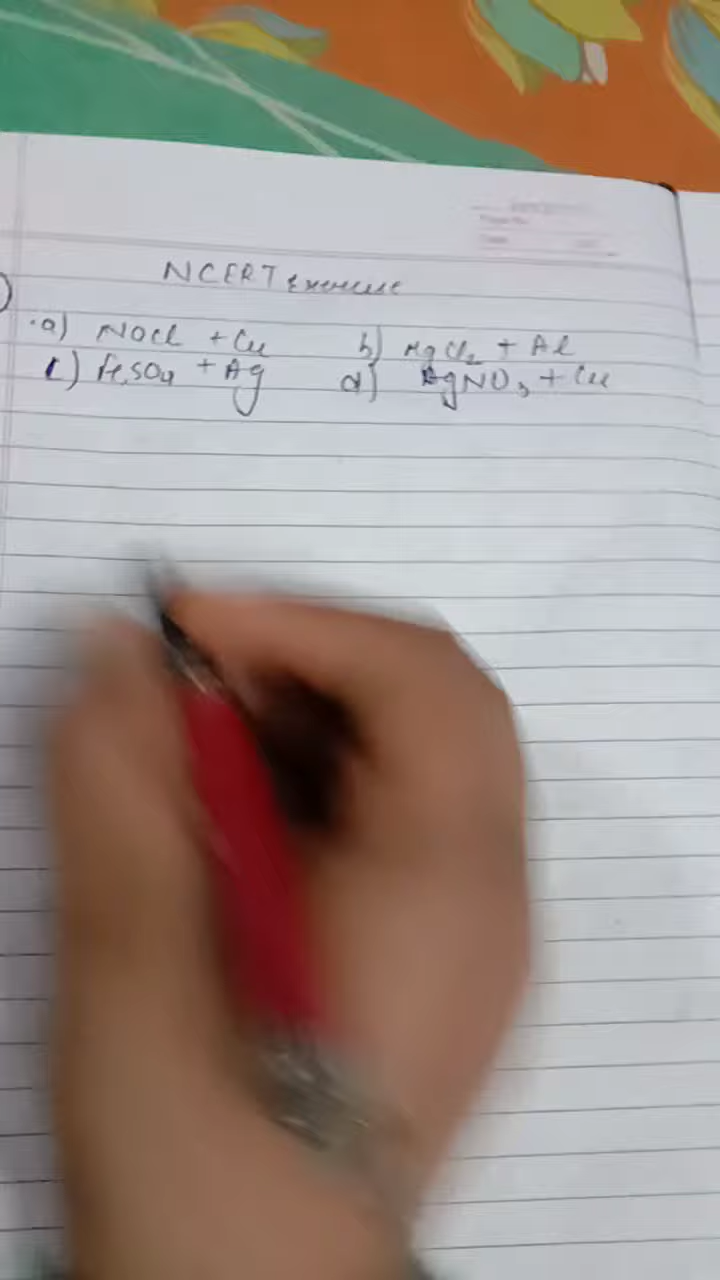 NCERT Exercise
a) NaCl + Cu b) MgCl2 + Al
c) FeSO4 + Ag d) AgNO3 + Cu